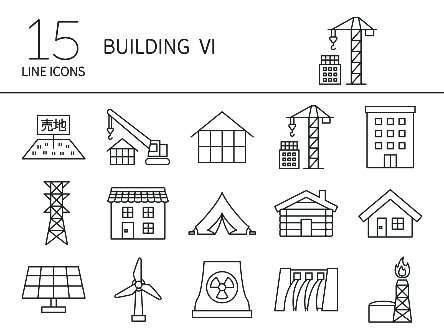 15
LINE ICONS
BUILDING VI
売地